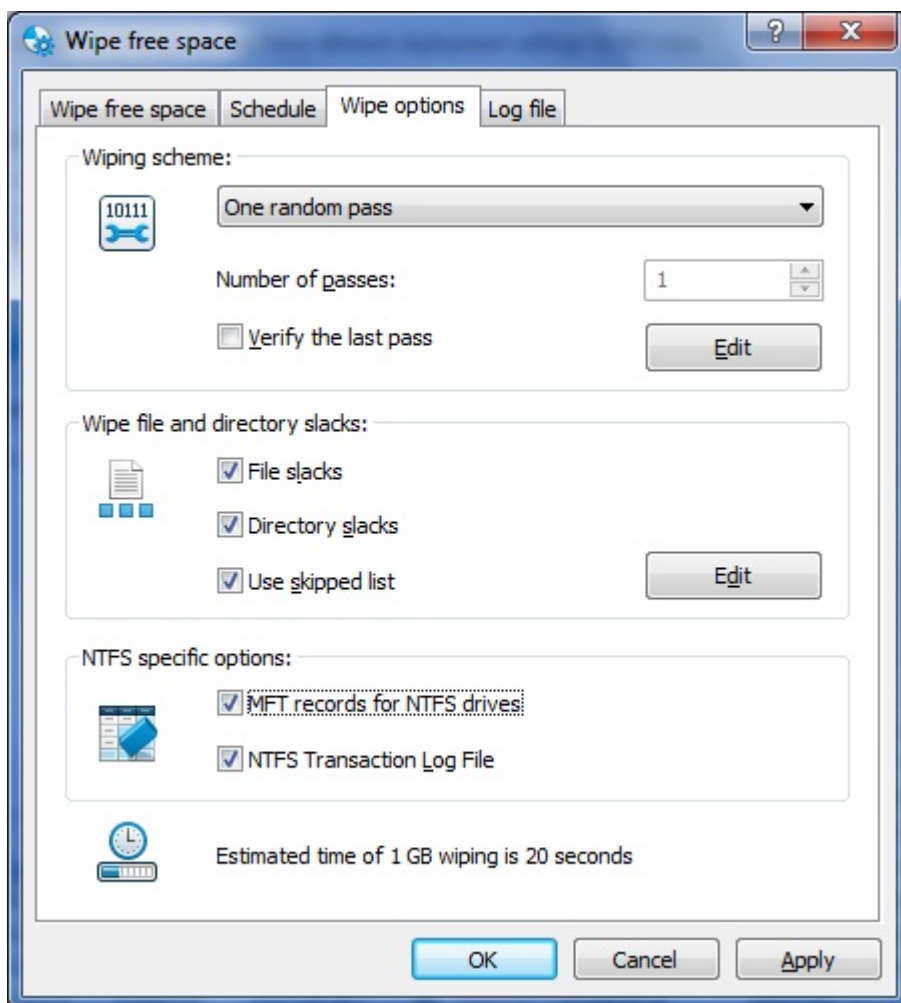 Wipe free space
Wipe free space Schedule Wipe options Log file
Wiping scheme:
10111
One random pass
Number of passes: 1
Verify the last pass
Edit
Wipe file and directory slacks:
File slacks
Directory slacks
Use skipped list
Edit
NTFS specific options:
MFT records for NTFS drives
NTFS Transaction Log File
Estimated time of 1 GB wiping is 20 seconds
OK Cancel Apply